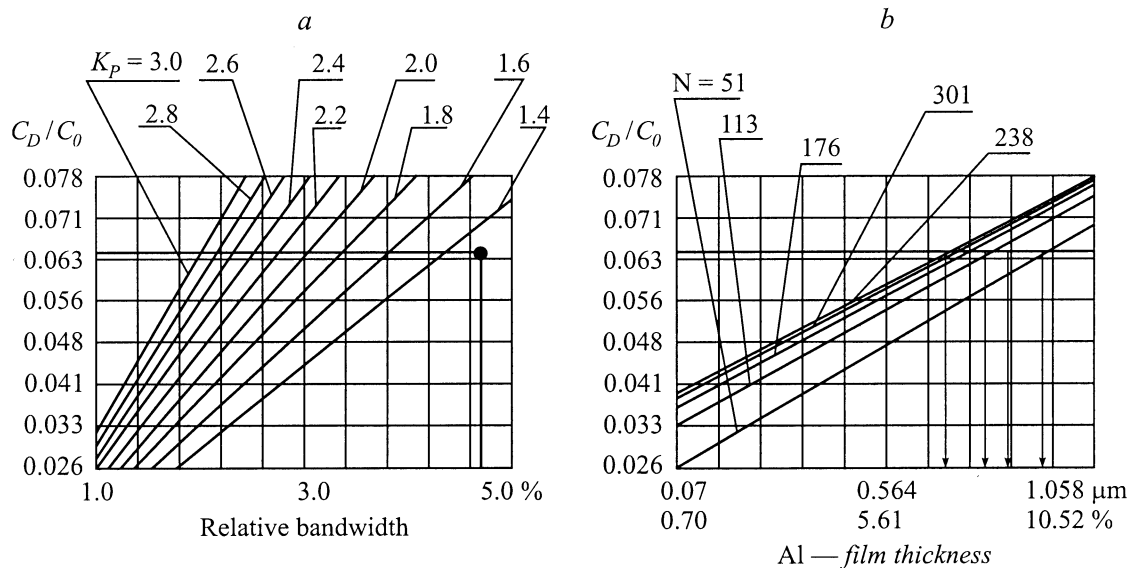 a
K_P = 3.0 2.6 2.4 2.0 1.6
2.8 2.2 1.8 1.4
C_D / C_0
0.078
0.071
0.063
0.056
0.048
0.041
0.033
0.026
1.0 3.0 5.0 %
Relative bandwidth
b
N = 51
113
176
301
238
C_D / C_0
0.078
0.071
0.063
0.056
0.048
0.041
0.033
0.026
0.07 0.564 1.058 μm
0.70 5.61 10.52 %
Al — film thickness